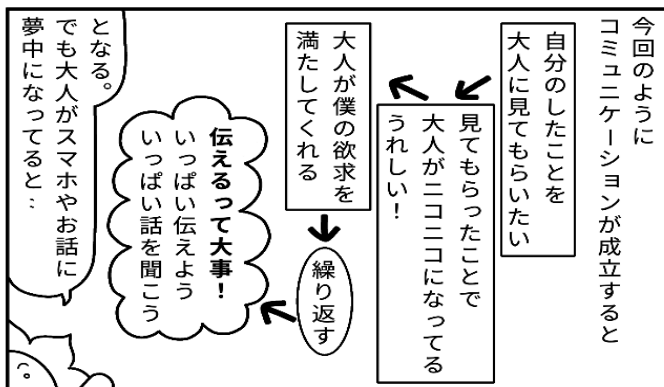 今回のように
コミュニケーションが成立すると
自分のしたことを
大人に見てもらいたい
見てもらったことで
大人がニコニコになってる
うれしい！
大人が僕の欲求を
満たしてくれる
繰り返す
伝えるって大事！
いっぱい伝えよう
いっぱい話を聞こう
となる。
でも大人がスマホやお話に
夢中になってると…